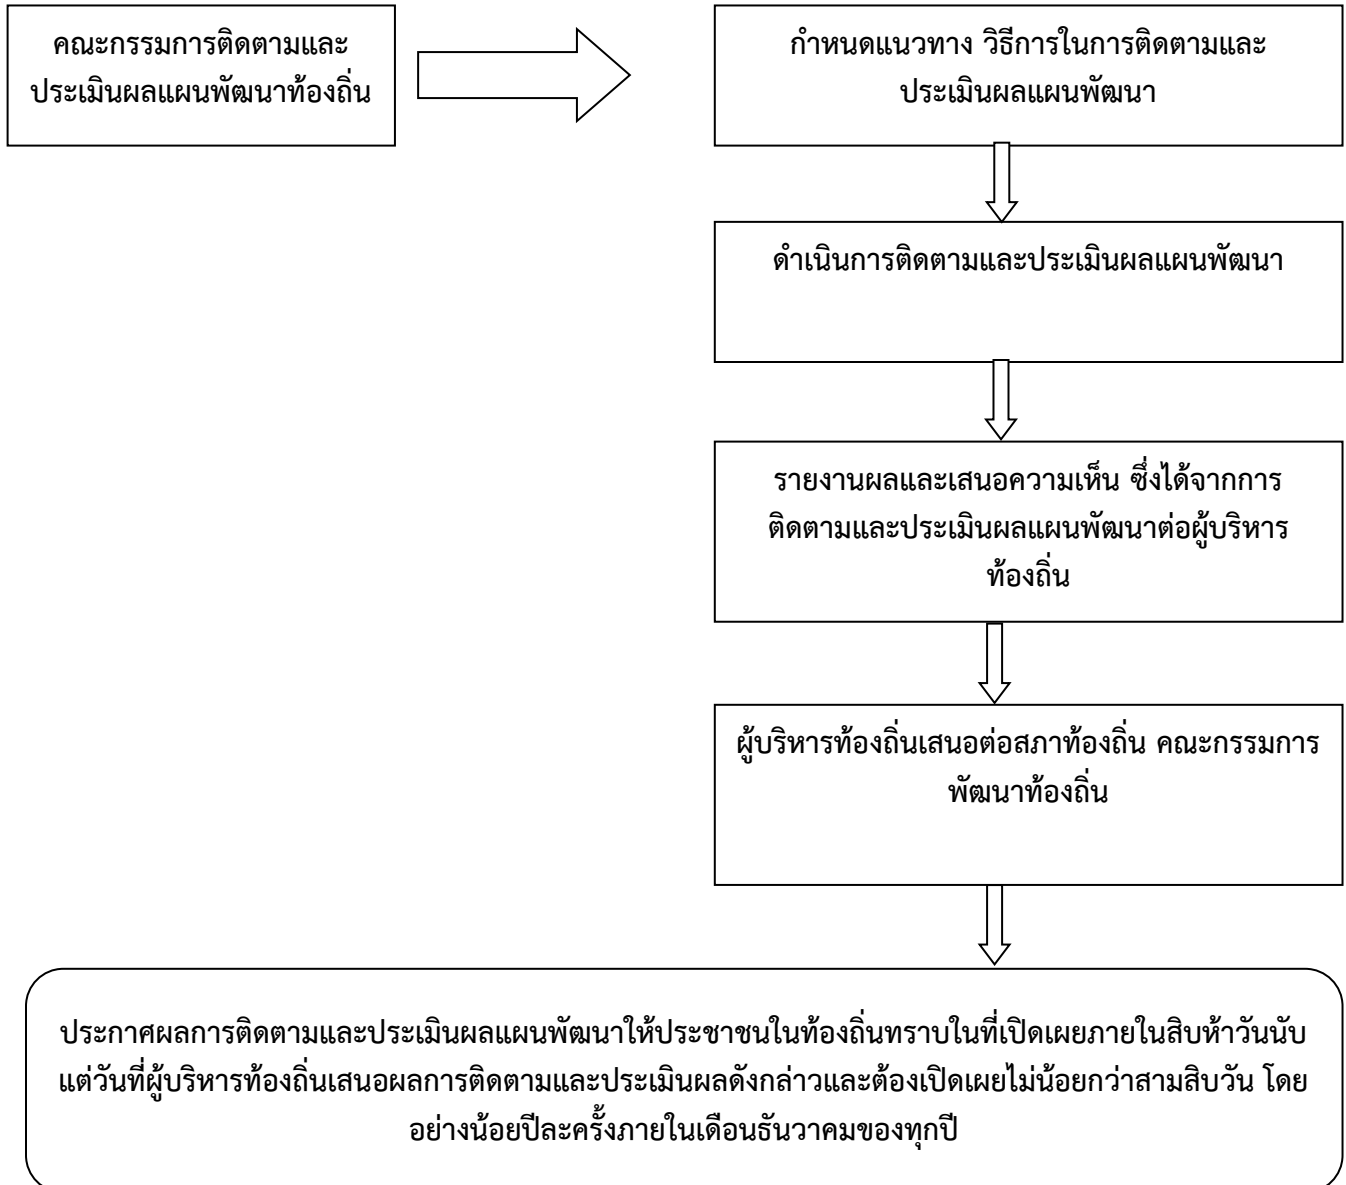 คณะกรรมการติดตามและ
ประเมินผลแผนพัฒนาท้องถิ่น
กำหนดแนวทาง วิธีการในการติดตามและ
ประเมินผลแผนพัฒนา
ดำเนินการติดตามและประเมินผลแผนพัฒนา
รายงานผลและเสนอความเห็น ซึ่งได้จากการ
ติดตามและประเมินผลแผนพัฒนาต่อผู้บริหาร
ท้องถิ่น
ผู้บริหารท้องถิ่นเสนอต่อสภาท้องถิ่น คณะกรรมการ
พัฒนาท้องถิ่น
ประกาศผลการติดตามและประเมินผลแผนพัฒนาให้ประชาชนในท้องถิ่นทราบในที่เปิดเผยภายในสิบห้าวันนับ
แต่วันที่ผู้บริหารท้องถิ่นเสนอผลการติดตามและประเมินผลดังกล่าวและต้องเปิดเผยไม่น้อยกว่าสามสิบวัน โดย
อย่างน้อยปีละครั้งภายในเดือนธันวาคมของทุกปี